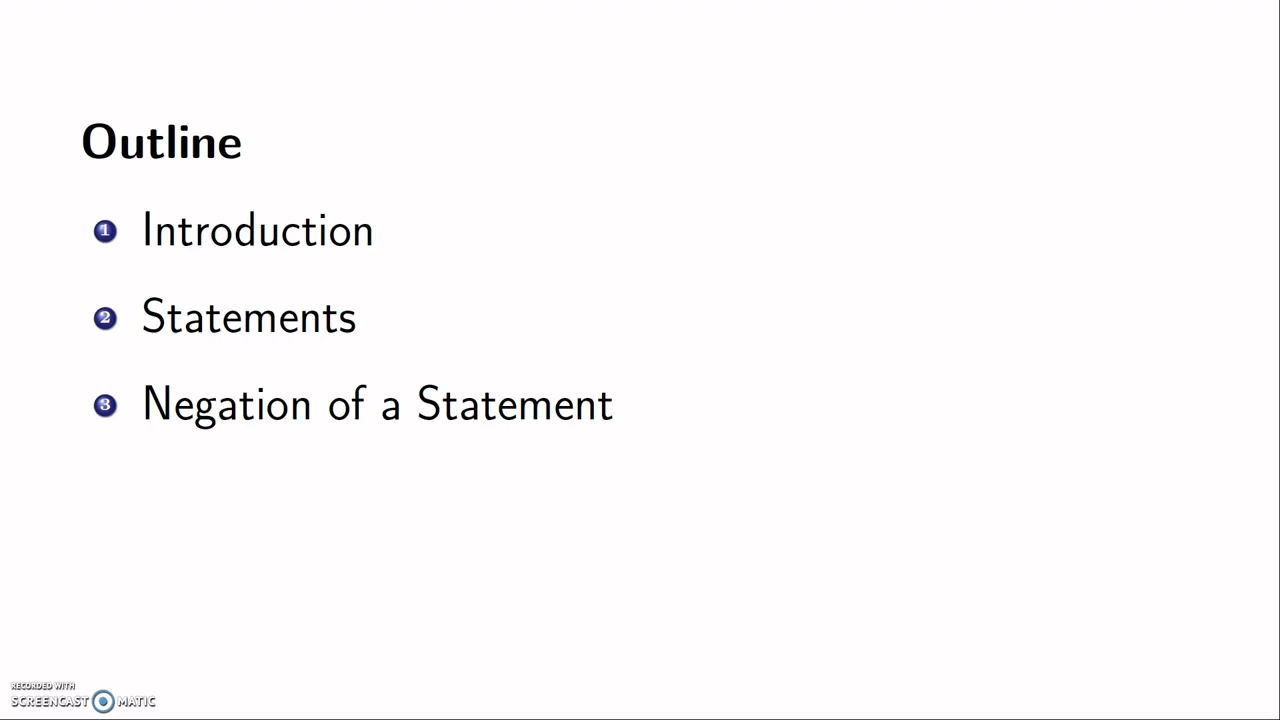 Outline
1 Introduction
2 Statements
3 Negation of a Statement
RECORDED WITH
SCREENCAST MATIC